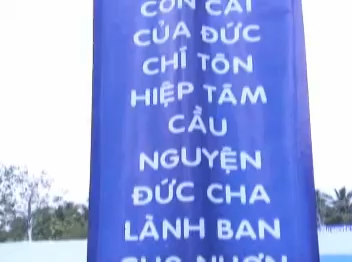 CON CÁI
CỦA ĐỨC
CHÍ TÔN
HIỆP TÂM
CẦU
NGUYỆN
ĐỨC CHA
LÀNH BAN
CHO NHƠN